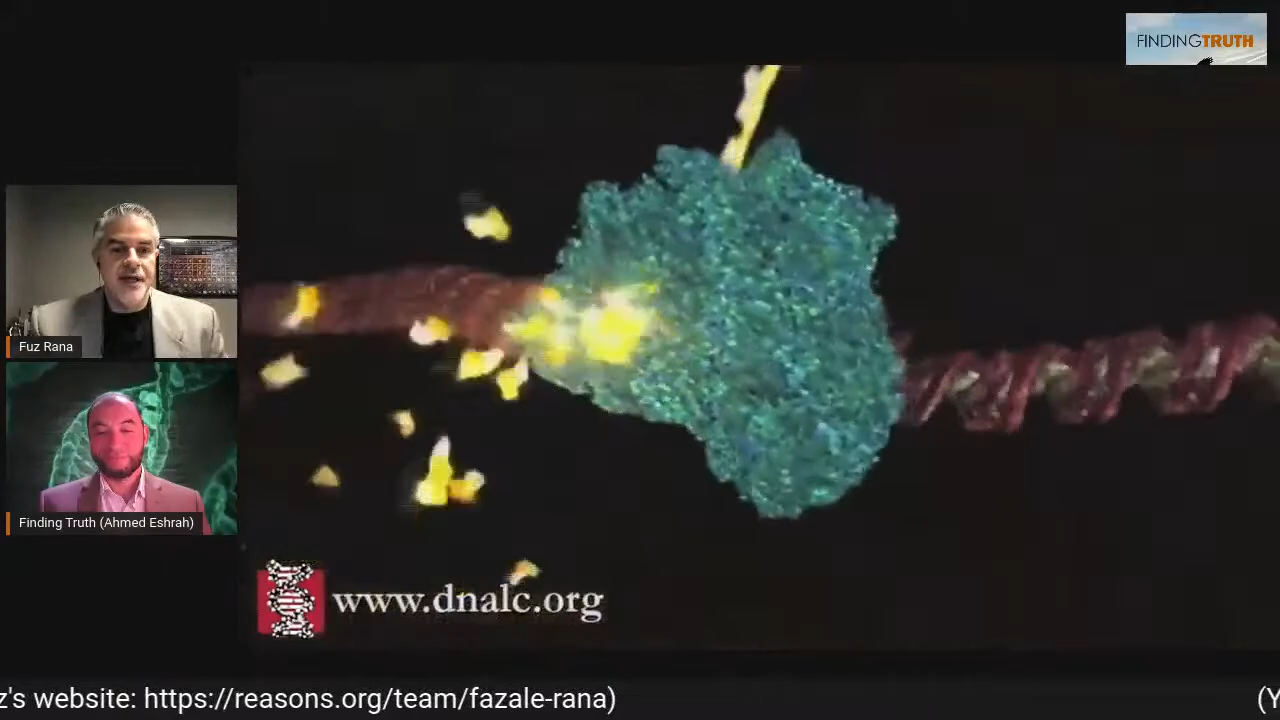 FINDINGTRUTH
Fuz Rana
Finding Truth (Ahmed Eshrah)
www.dnalc.org
z's website: https://reasons.org/team/fazale-rana)
(Y